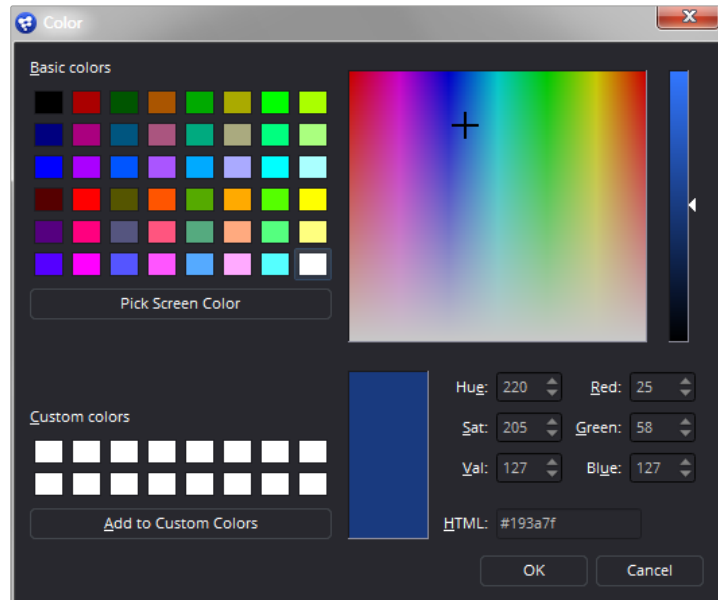 Color
x
Basic colors
Pick Screen Color
Custom colors
Add to Custom Colors
Hue: 220 Red: 25
Sat: 205 Green: 58
Val: 127 Blue: 127
HTML: #193a7f
OK Cancel